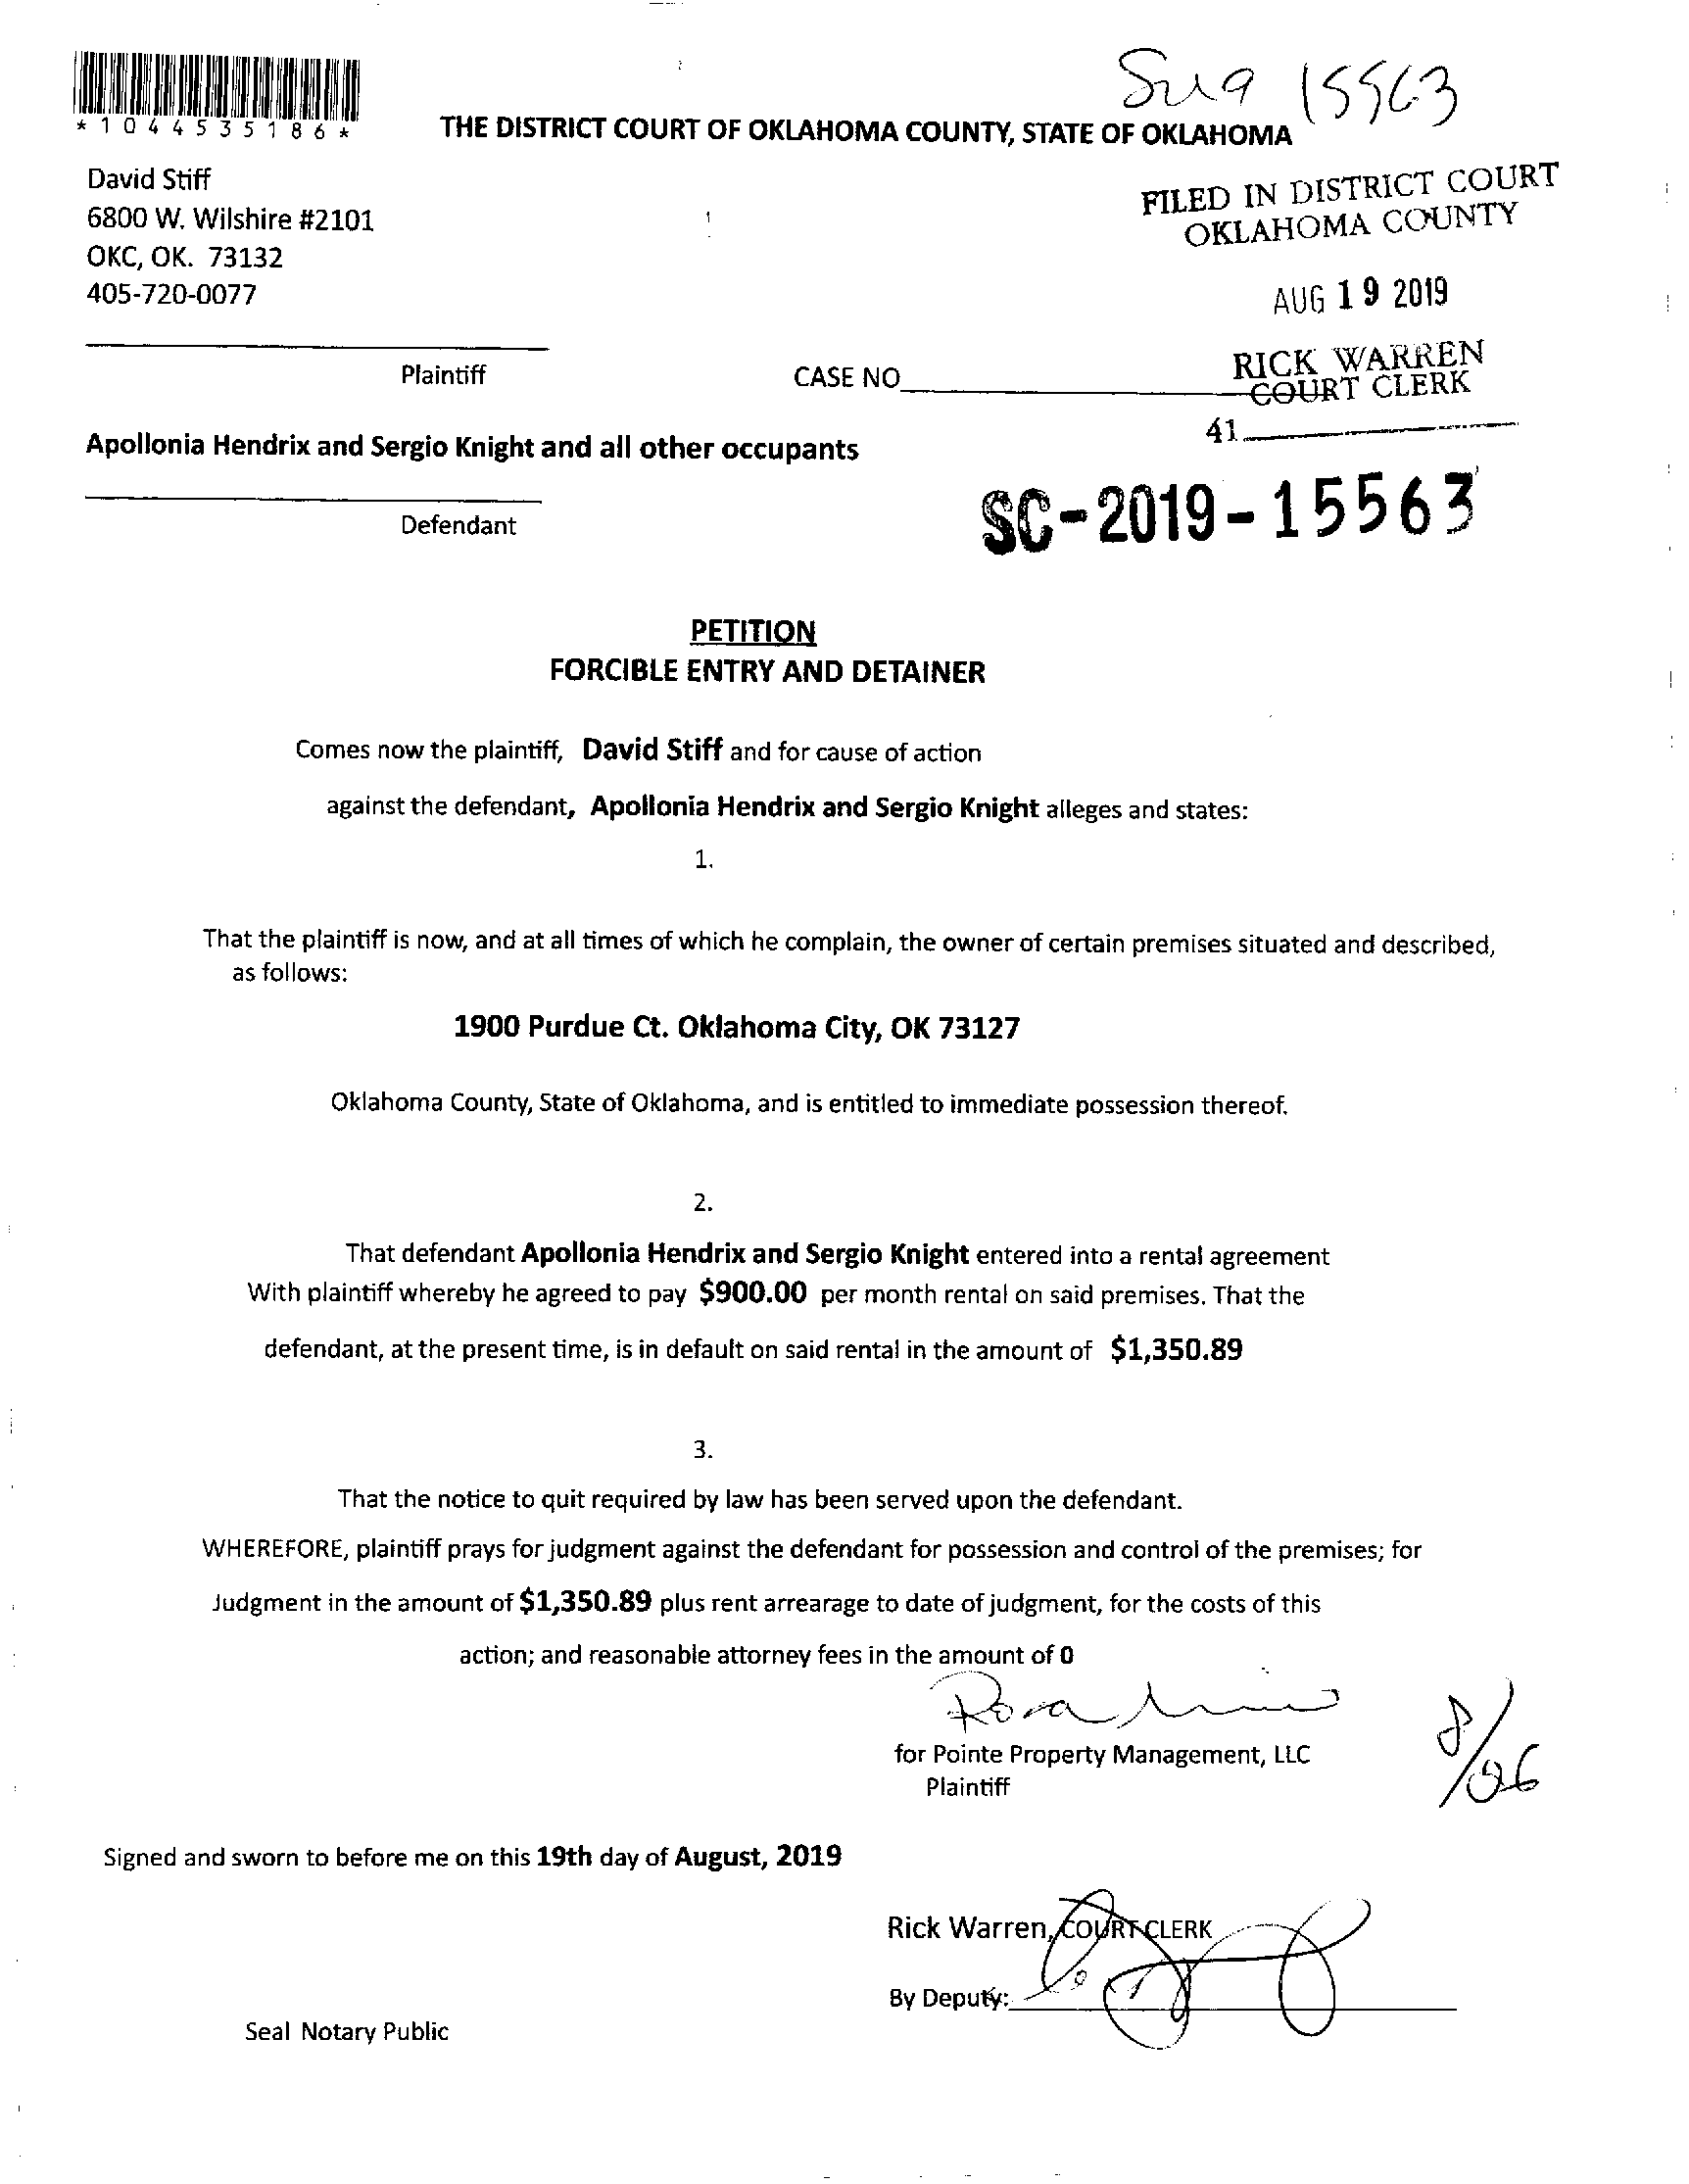 15563
*1044535186*
THE DISTRICT COURT OF OKLAHOMA COUNTY, STATE OF OKLAHOMA
David Stiff
6800 W. Wilshire #2101
OKC, OK. 73132
405-720-0077
FILED IN DISTRICT COURT
OKLAHOMA COUNTY
AUG 19 2019
RICK WARREN
COURT CLERK
41
Plaintiff
CASE NO
Apollonia Hendrix and Sergio Knight and all other occupants
Defendant
SC-2019-15563
PETITION
FORCIBLE ENTRY AND DETAINER
Comes now the plaintiff, David Stiff and for cause of action
against the defendant, Apollonia Hendrix and Sergio Knight alleges and states:
1.
That the plaintiff is now, and at all times of which he complain, the owner of certain premises situated and described,
as follows:
1900 Purdue Ct. Oklahoma City, OK 73127
Oklahoma County, State of Oklahoma, and is entitled to immediate possession thereof.
2.
That defendant Apollonia Hendrix and Sergio Knight entered into a rental agreement
With plaintiff whereby he agreed to pay $900.00 per month rental on said premises. That the
defendant, at the present time, is in default on said rental in the amount of $1,350.89
3.
That the notice to quit required by law has been served upon the defendant.
WHEREFORE, plaintiff prays for judgment against the defendant for possession and control of the premises; for
Judgment in the amount of $1,350.89 plus rent arrearage to date of judgment, for the costs of this
action; and reasonable attorney fees in the amount of 0
for Pointe Property Management, LLC
Plaintiff
8/26
Signed and sworn to before me on this 19th day of August, 2019
Rick Warren, COURT CLERK
By Deputy:
Seal Notary Public